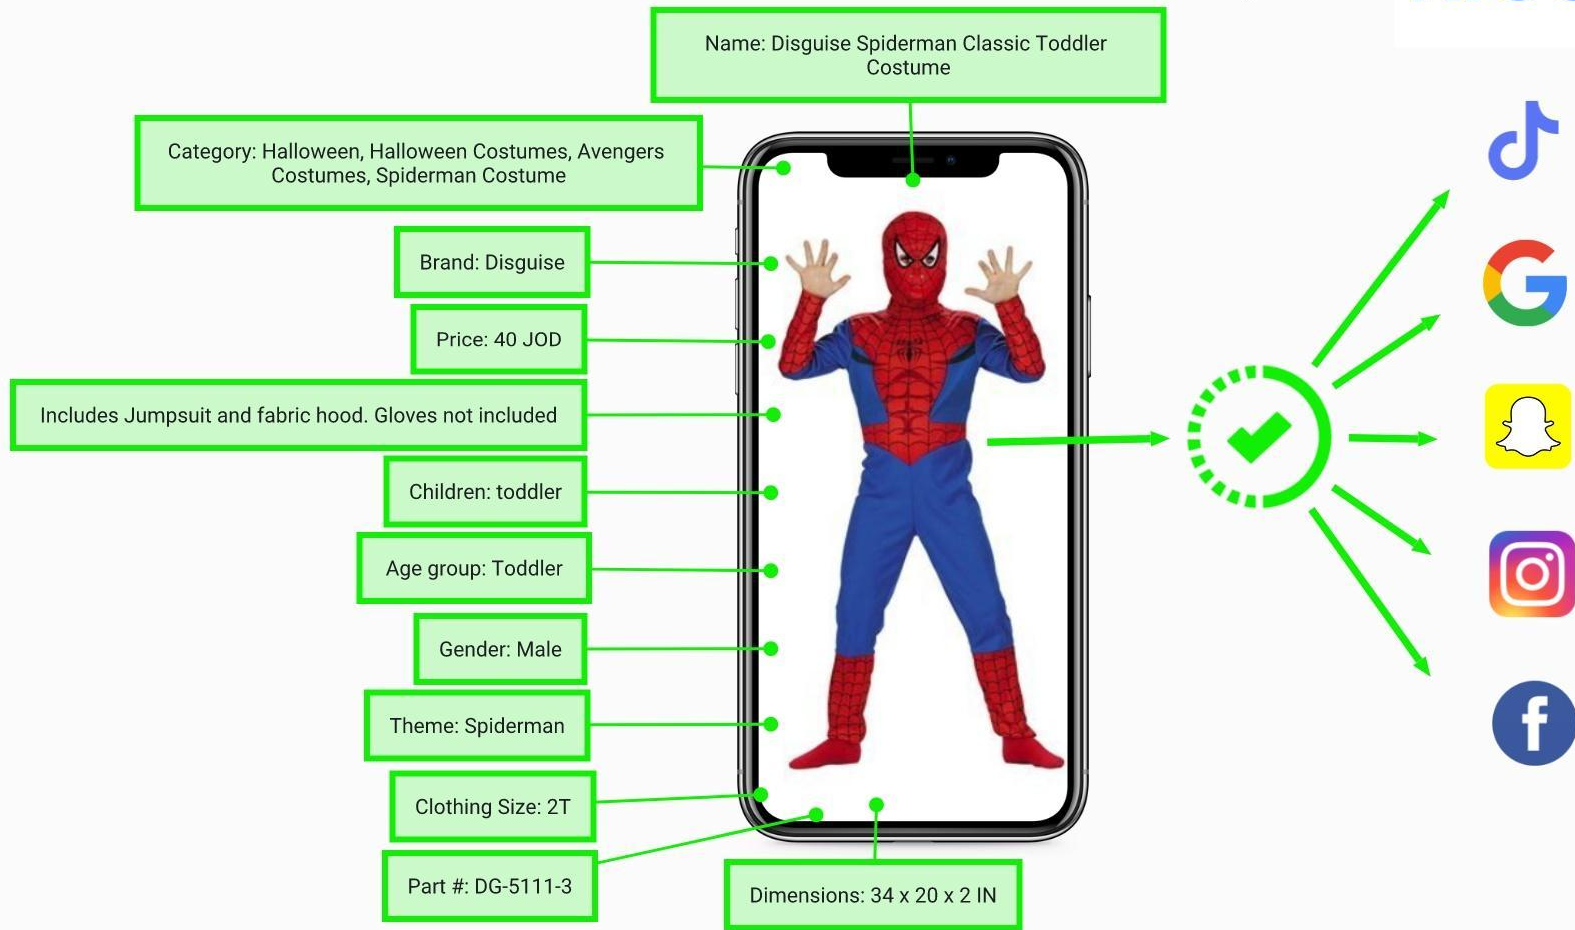 Name: Disguise Spiderman Classic Toddler
Costume
Category: Halloween, Halloween Costumes, Avengers
Costumes, Spiderman Costume
Brand: Disguise
Price: 40 JOD
Includes Jumpsuit and fabric hood. Gloves not included
Children: toddler
Age group: Toddler
Gender: Male
Theme: Spiderman
Clothing Size: 2T
Part #: DG-5111-3
Dimensions: 34 x 20 x 2 IN